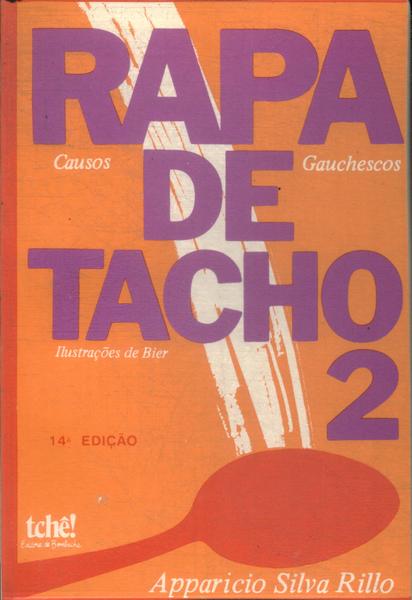 RAPA
Causos
Gauchescos
DE
TACHO
Ilustrações de Bier
2
14ª EDIÇÃO
tchê!
Apparicio Silva Rillo